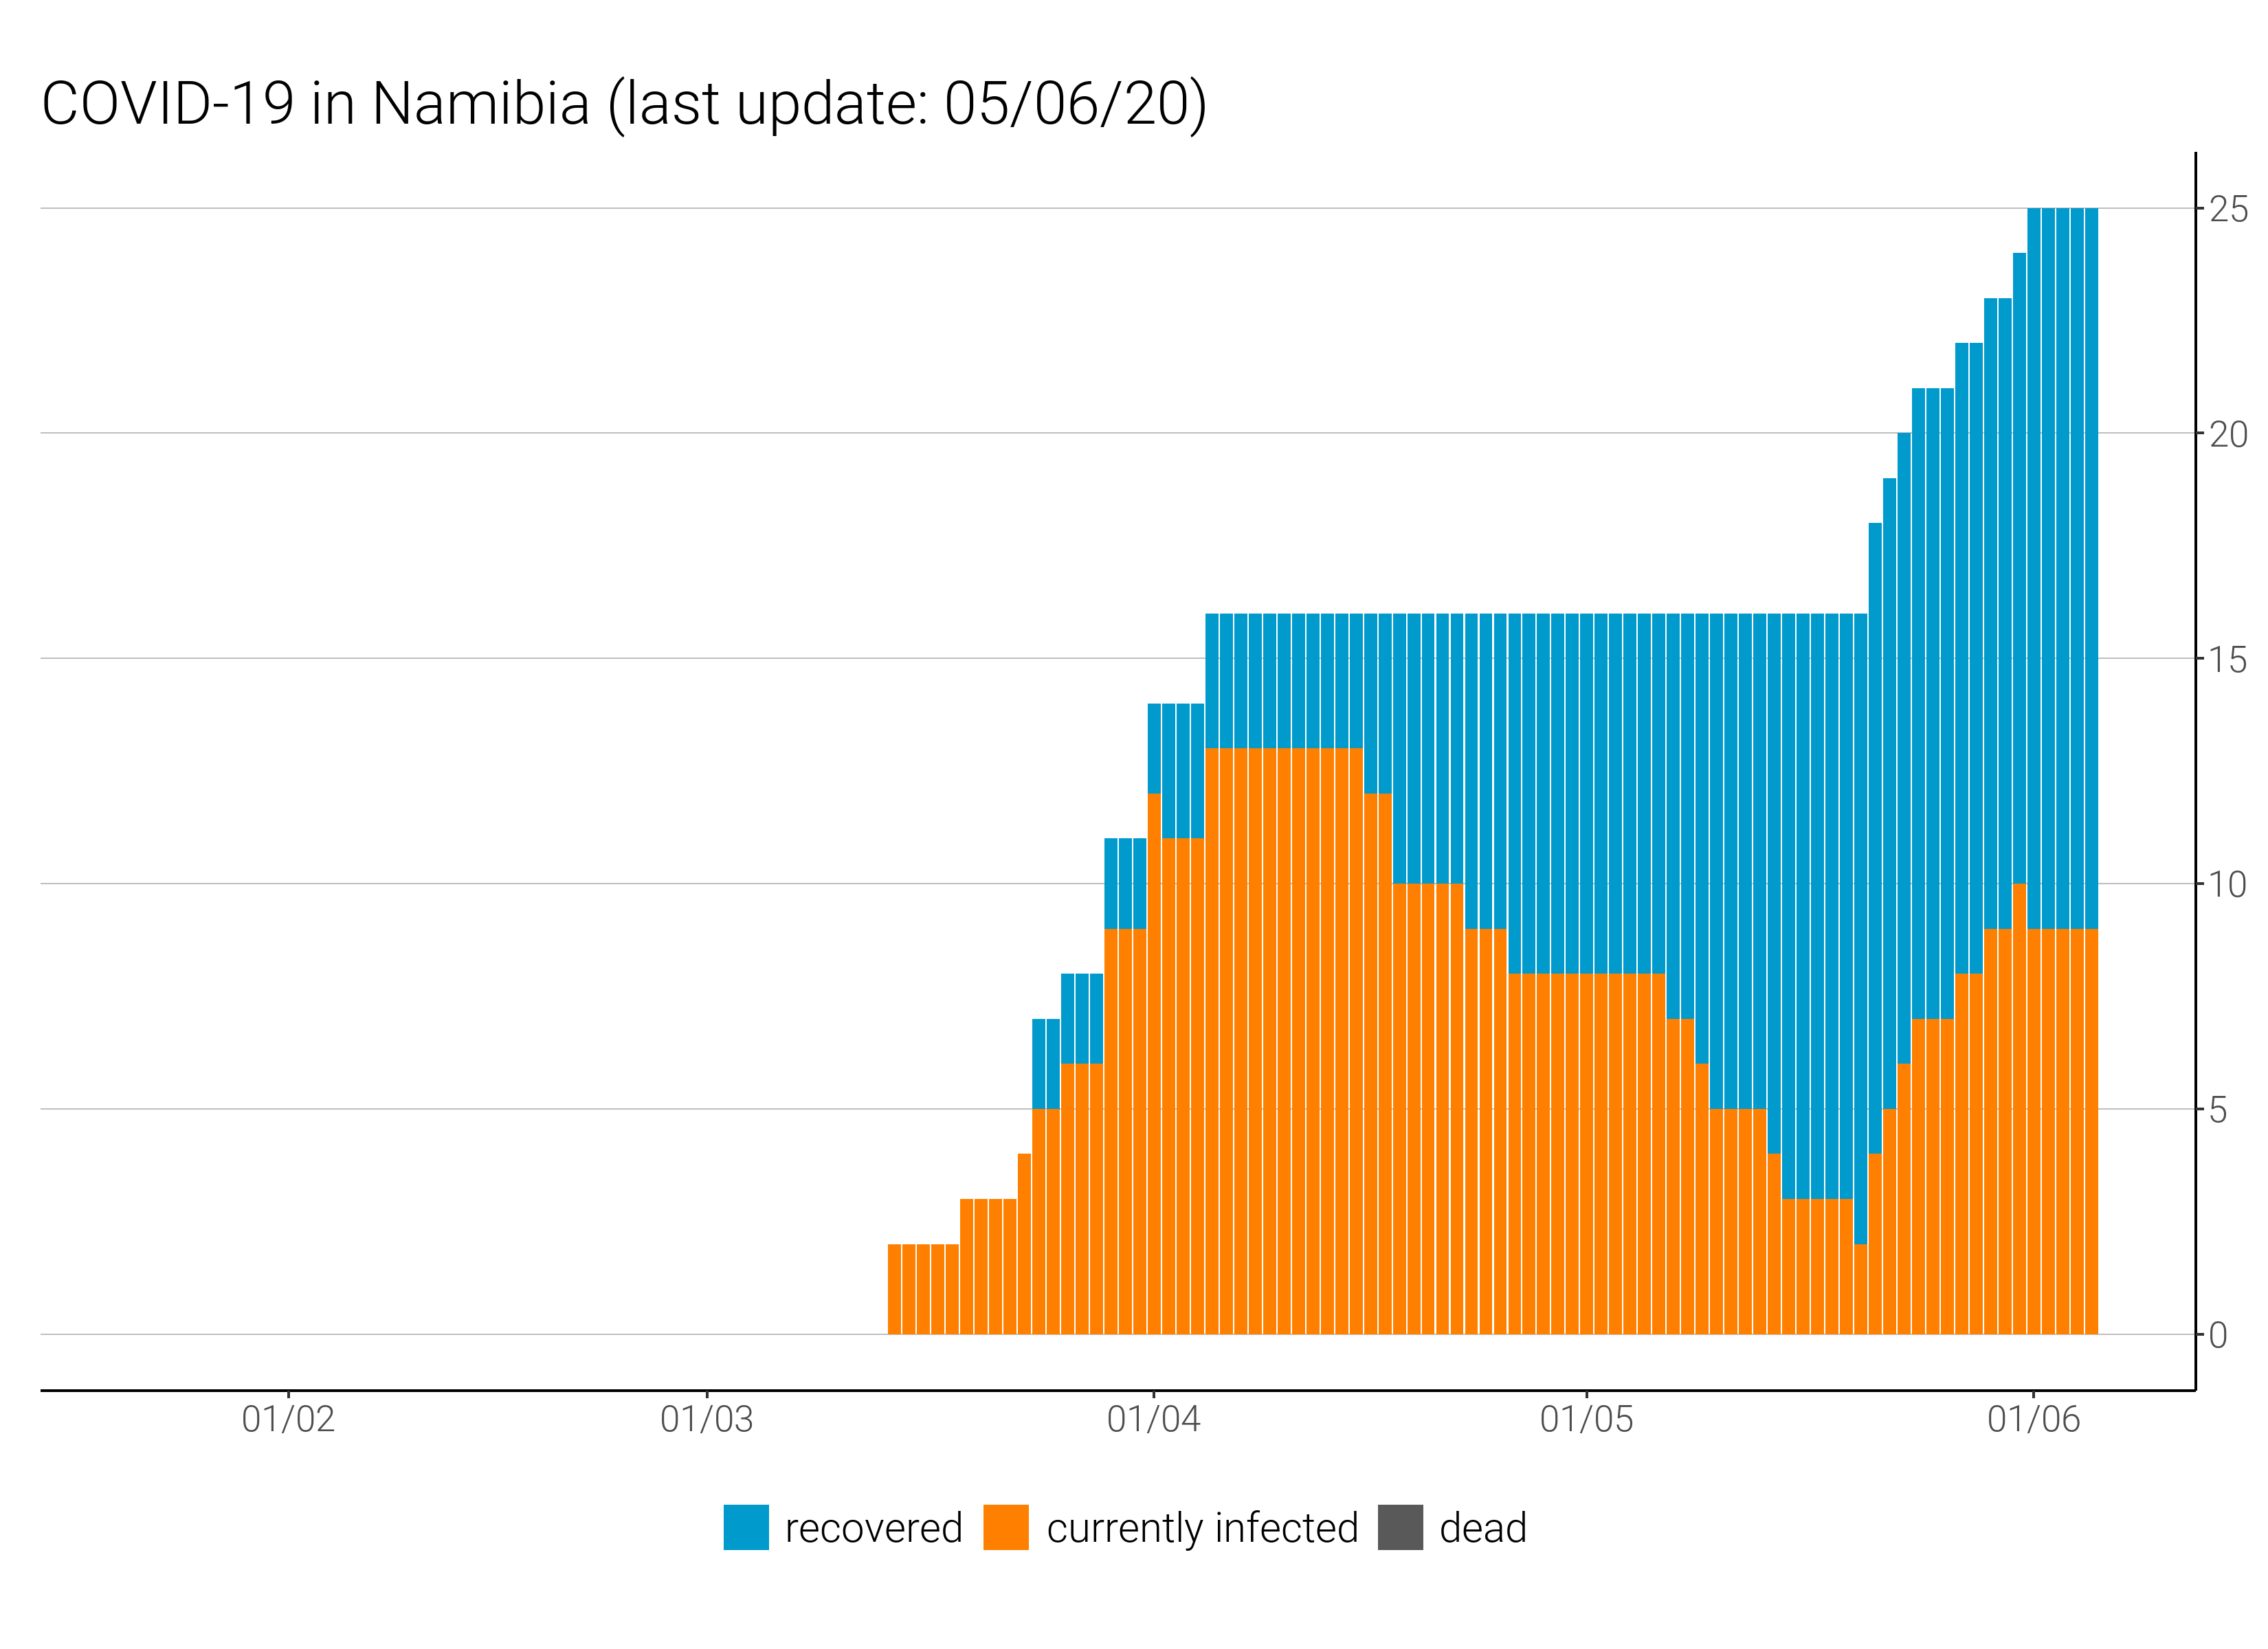 COVID-19 in Namibia (last update: 05/06/20)
25
20
15
10
5
0
01/02 01/03 01/04 01/05 01/06
recovered currently infected dead